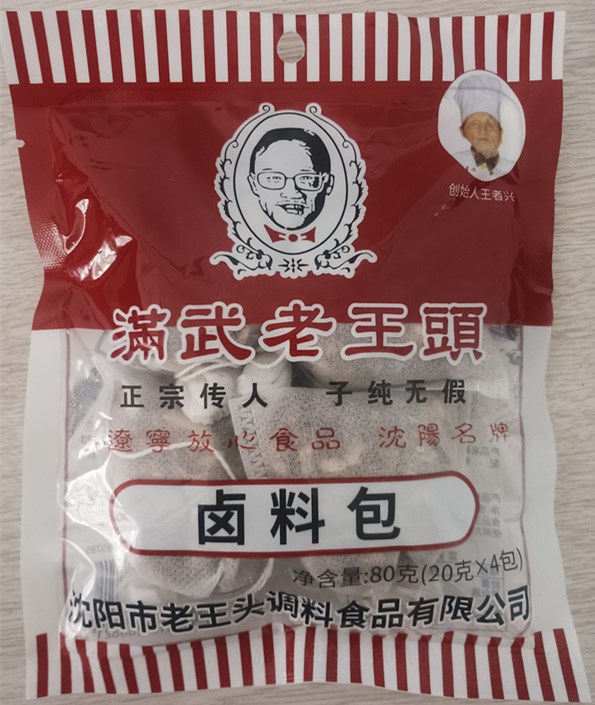 创始人王者兴
滿武老王頭
正宗传人 子纯无假
遼寧放心食品 沈陽名牌
卤料包
净含量:80克(20克×4包)
沈阳市老王头调料食品有限公司